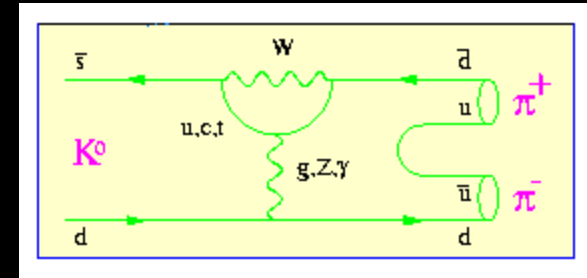 s̅ W d̅
u π⁺
u,c,t
K⁰ g,Z,γ
u̅ π⁻
d d